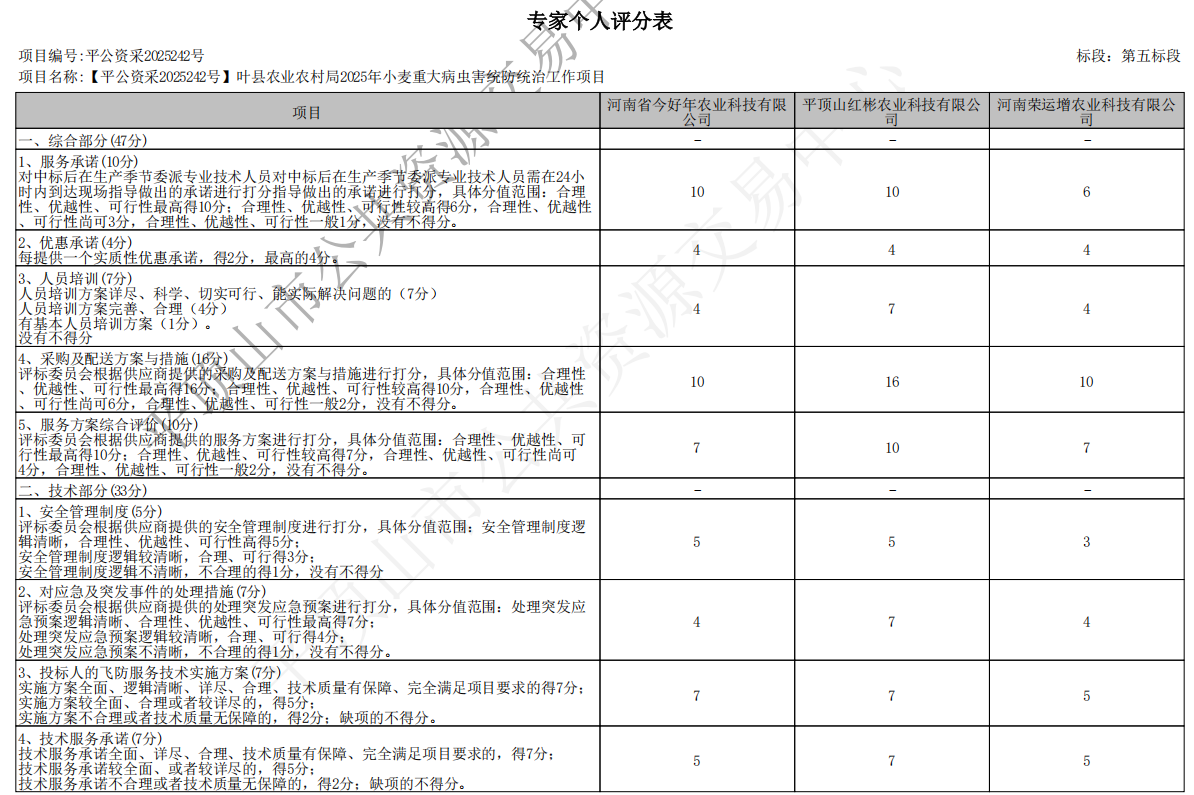 专家个人评分表
项目编号:平公资采2025242号
标段：第五标段
项目名称:【平公资采2025242号】叶县农业农村局2025年小麦重大病虫害统防统治工作项目
项目
河南省今好年农业科技有限公司
平顶山红彬农业科技有限公司
河南荣运增农业科技有限公司
一、综合部分(47分)
－ － －
1、服务承诺(10分)
对中标后在生产季节委派专业技术人员对中标后在生产季节委派专业技术人员需在24小
时内到达现场指导做出的承诺进行打分指导做出的承诺进行打分，具体分值范围：合理
性、优越性、可行性最高得10分；合理性、优越性、可行性较高得6分，合理性、优越性
、可行性尚可3分，合理性、优越性、可行性一般1分，没有不得分。
10 10 6
2、优惠承诺(4分)
每提供一个实质性优惠承诺，得2分，最高的4分。
4 4 4
3、人员培训(7分)
人员培训方案详尽、科学、切实可行、能实际解决问题的（7分）
人员培训方案完善、合理（4分）
有基本人员培训方案（1分）。
没有不得分
4 7 4
4、采购及配送方案与措施(16分)
评标委员会根据供应商提供的采购及配送方案与措施进行打分，具体分值范围：合理性
、优越性、可行性最高得16分；合理性、优越性、可行性较高得10分，合理性、优越性
、可行性尚可6分，合理性、优越性、可行性一般2分，没有不得分。
10 16 10
5、服务方案综合评价(10分)
评标委员会根据供应商提供的服务方案进行打分，具体分值范围：合理性、优越性、可
行性最高得10分；合理性、优越性、可行性较高得7分，合理性、优越性、可行性尚可
4分，合理性、优越性、可行性一般2分，没有不得分。
7 10 7
二、技术部分(33分)
－ － －
1、安全管理制度(5分)
评标委员会根据供应商提供的安全管理制度进行打分，具体分值范围：安全管理制度逻
辑清晰，合理性、优越性、可行性高得5分；
安全管理制度逻辑较清晰，合理、可行得3分；
安全管理制度逻辑不清晰，不合理的得1分，没有不得分
5 5 3
2、对应急及突发事件的处理措施(7分)
评标委员会根据供应商提供的处理突发应急预案进行打分，具体分值范围：处理突发应
急预案逻辑清晰、合理性、优越性、可行性最高得7分；
处理突发应急预案逻辑较清晰，合理、可行得4分；
处理突发应急预案不清晰，不合理的得1分，没有不得分。
4 7 4
3、投标人的飞防服务技术实施方案(7分)
实施方案全面、逻辑清晰、详尽、合理、技术质量有保障、完全满足项目要求的得7分；
实施方案较全面、合理或者较详尽的，得5分；
实施方案不合理或者技术质量无保障的，得2分；缺项的不得分。
7 7 5
4、技术服务承诺(7分)
技术服务承诺全面、详尽、合理、技术质量有保障、完全满足项目要求的，得7分；
技术服务承诺较全面、或者较详尽的，得5分；
技术服务承诺不合理或者技术质量无保障的，得2分；缺项的不得分。
5 7 5
平顶山市公共资源交易中心
平顶山市公共资源交易中心